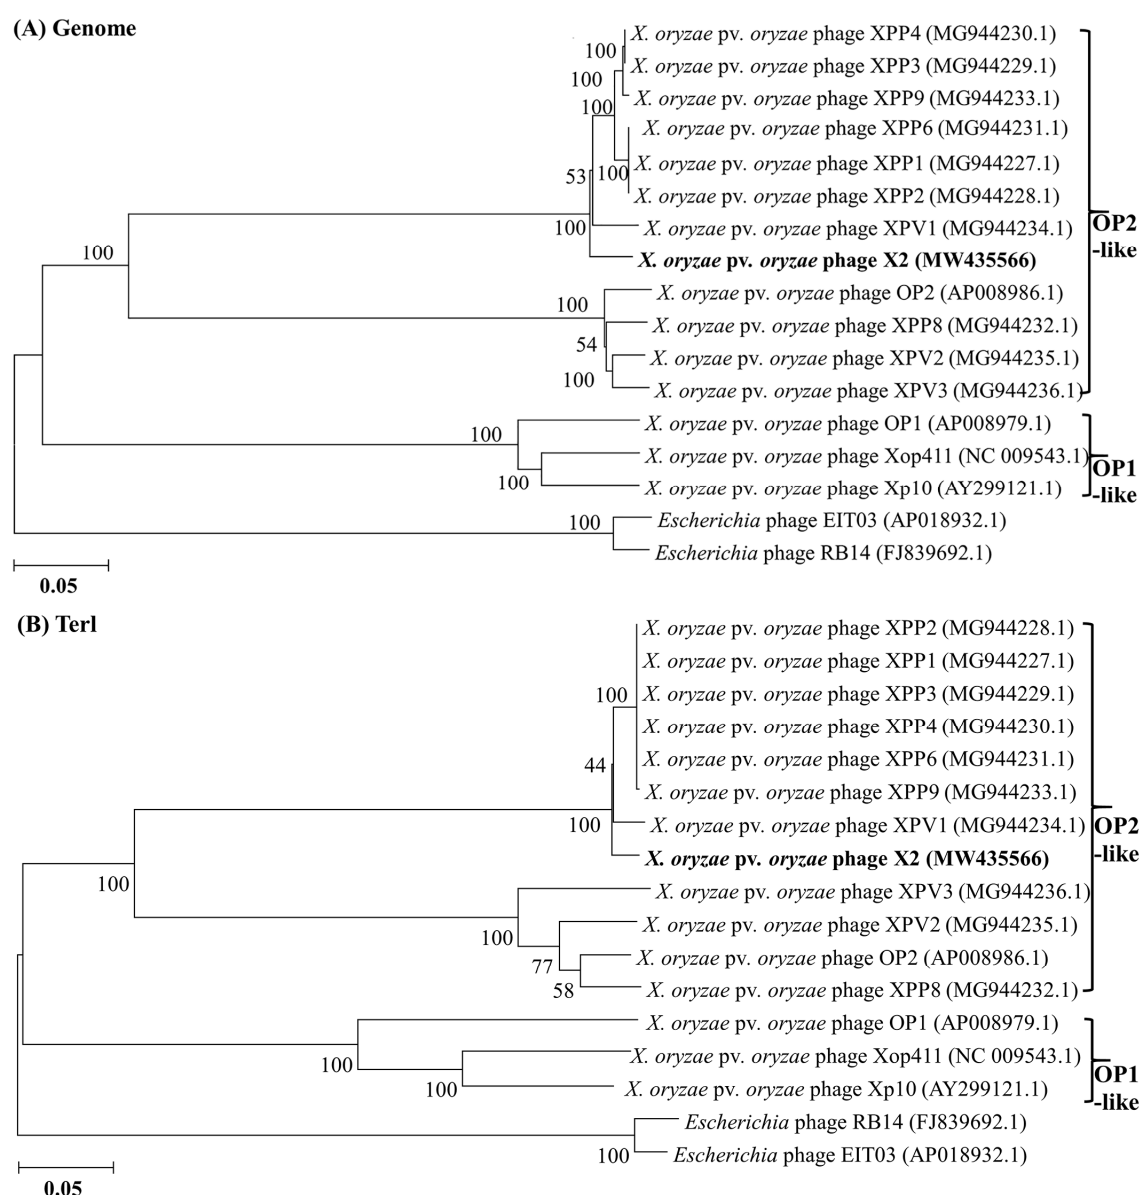 (A) Genome
X. oryzae pv. oryzae phage XPP4 (MG944230.1)
100
X. oryzae pv. oryzae phage XPP3 (MG944229.1)
100
X. oryzae pv. oryzae phage XPP9 (MG944233.1)
100
X. oryzae pv. oryzae phage XPP6 (MG944231.1)
X. oryzae pv. oryzae phage XPP1 (MG944227.1)
53
100
X. oryzae pv. oryzae phage XPP2 (MG944228.1)
100
X. oryzae pv. oryzae phage XPV1 (MG944234.1)
OP2
-like
100
X. oryzae pv. oryzae phage X2 (MW435566)
X. oryzae pv. oryzae phage OP2 (AP008986.1)
100
X. oryzae pv. oryzae phage XPP8 (MG944232.1)
54
X. oryzae pv. oryzae phage XPV2 (MG944235.1)
100
X. oryzae pv. oryzae phage XPV3 (MG944236.1)
X. oryzae pv. oryzae phage OP1 (AP008979.1)
100
X. oryzae pv. oryzae phage Xop411 (NC 009543.1)
OP1
-like
100
X. oryzae pv. oryzae phage Xp10 (AY299121.1)
100
Escherichia phage EIT03 (AP018932.1)
Escherichia phage RB14 (FJ839692.1)
0.05
(B) Terl
X. oryzae pv. oryzae phage XPP2 (MG944228.1)
X. oryzae pv. oryzae phage XPP1 (MG944227.1)
100
X. oryzae pv. oryzae phage XPP3 (MG944229.1)
X. oryzae pv. oryzae phage XPP4 (MG944230.1)
44
X. oryzae pv. oryzae phage XPP6 (MG944231.1)
X. oryzae pv. oryzae phage XPP9 (MG944233.1)
100
X. oryzae pv. oryzae phage XPV1 (MG944234.1)
OP2
-like
X. oryzae pv. oryzae phage X2 (MW435566)
100
X. oryzae pv. oryzae phage XPV3 (MG944236.1)
X. oryzae pv. oryzae phage XPV2 (MG944235.1)
100
X. oryzae pv. oryzae phage OP2 (AP008986.1)
77
58
X. oryzae pv. oryzae phage XPP8 (MG944232.1)
X. oryzae pv. oryzae phage OP1 (AP008979.1)
100
X. oryzae pv. oryzae phage Xop411 (NC 009543.1)
OP1
-like
100
X. oryzae pv. oryzae phage Xp10 (AY299121.1)
Escherichia phage RB14 (FJ839692.1)
100
Escherichia phage EIT03 (AP018932.1)
0.05